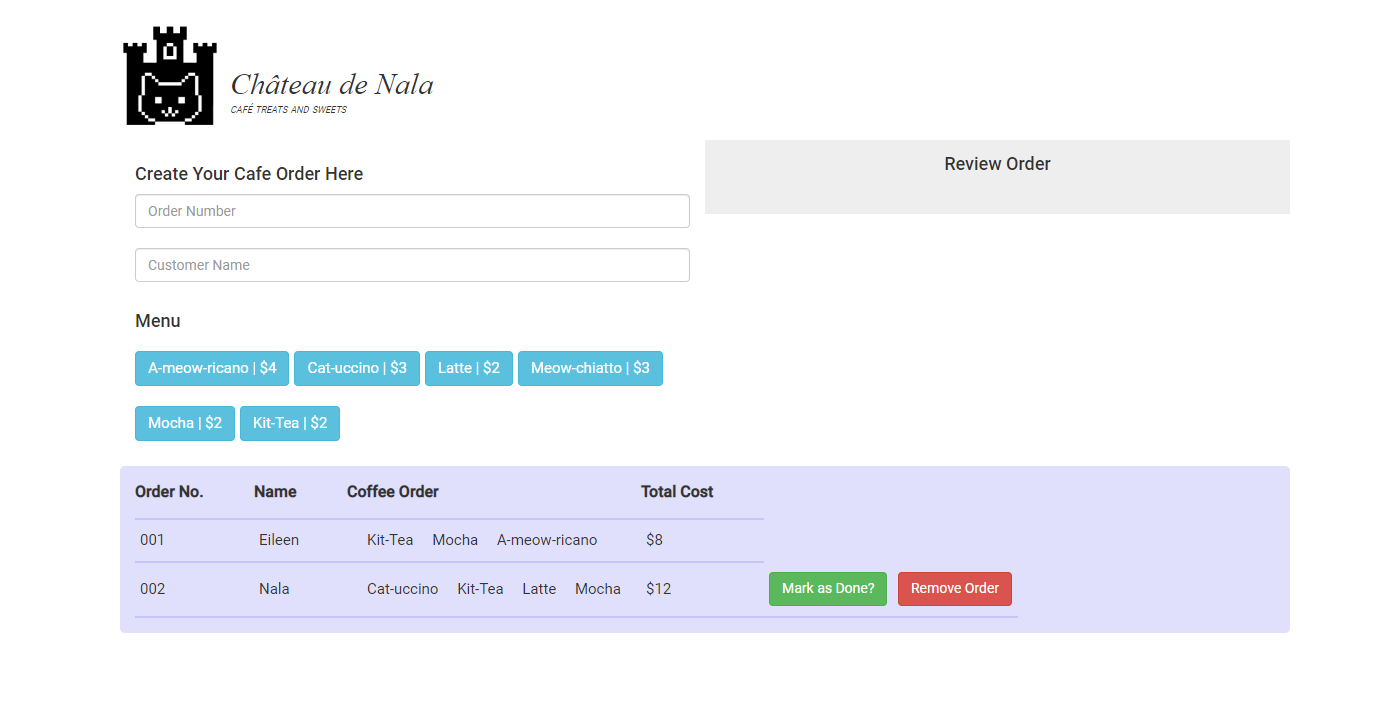 Château de Nala
CAFÉ TREATS AND SWEETS
Create Your Cafe Order Here
Order Number
Customer Name
Menu
A-meow-ricano | $4 Cat-uccino | $3 Latte | $2 Meow-chiatto | $3
Mocha | $2 Kit-Tea | $2
Review Order
Order No. Name Coffee Order Total Cost
001 Eileen Kit-Tea Mocha A-meow-ricano $8
002 Nala Cat-uccino Kit-Tea Latte Mocha $12 Mark as Done? Remove Order